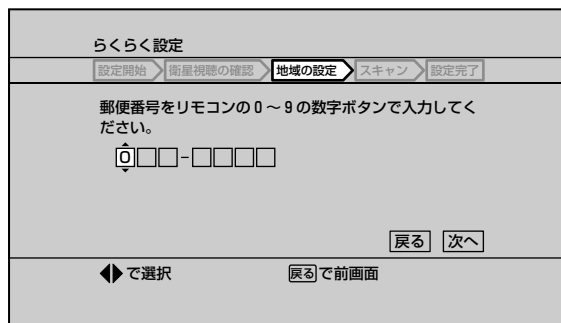 らくらく設定
設定開始 衛星視聴の確認 地域の設定 スキャン 設定完了
郵便番号をリモコンの0～9の数字ボタンで入力してく
ださい。
0□□-□□□□
戻る 次へ
◀▶で選択 戻るで前画面